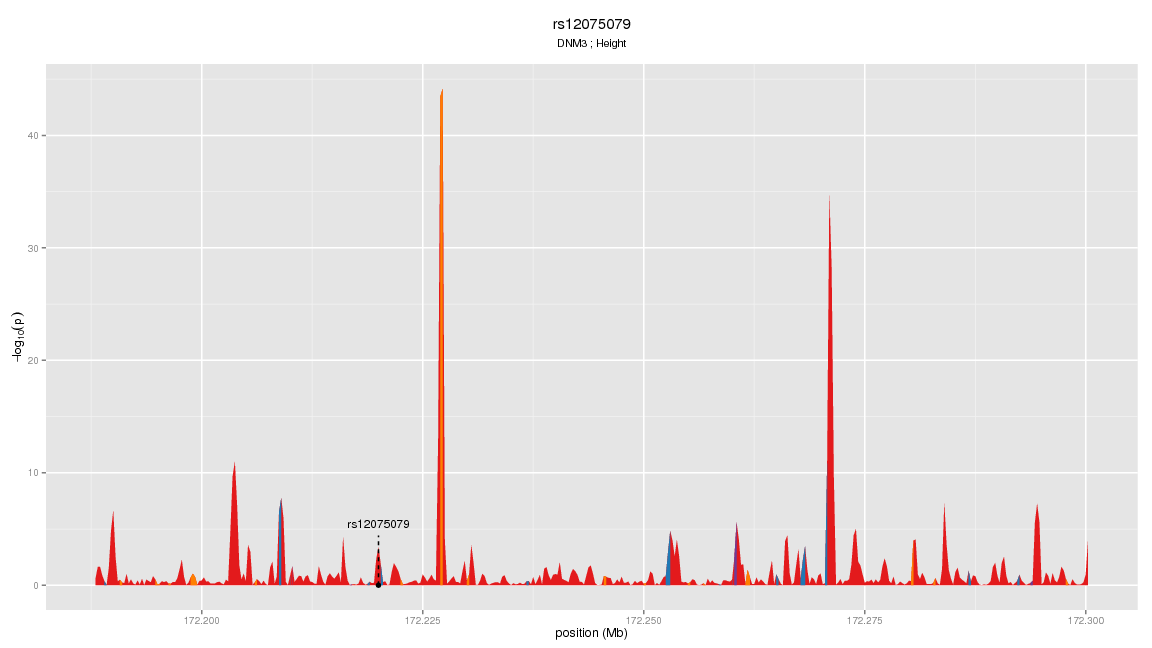 rs12075079
DNM3 ; Height
−log10(p)
40
30
20
10
0
rs12075079
172.200
172.225
172.250
172.275
172.300
position (Mb)